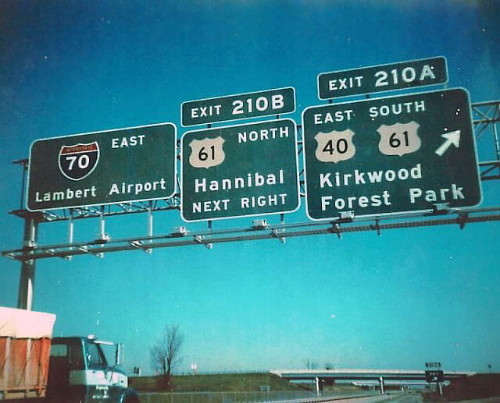 EAST
70
Lambert Airport
EXIT 210B
NORTH
61
Hannibal
NEXT RIGHT
EXIT 210A
EAST SOUTH
40 61
Kirkwood
Forest Park